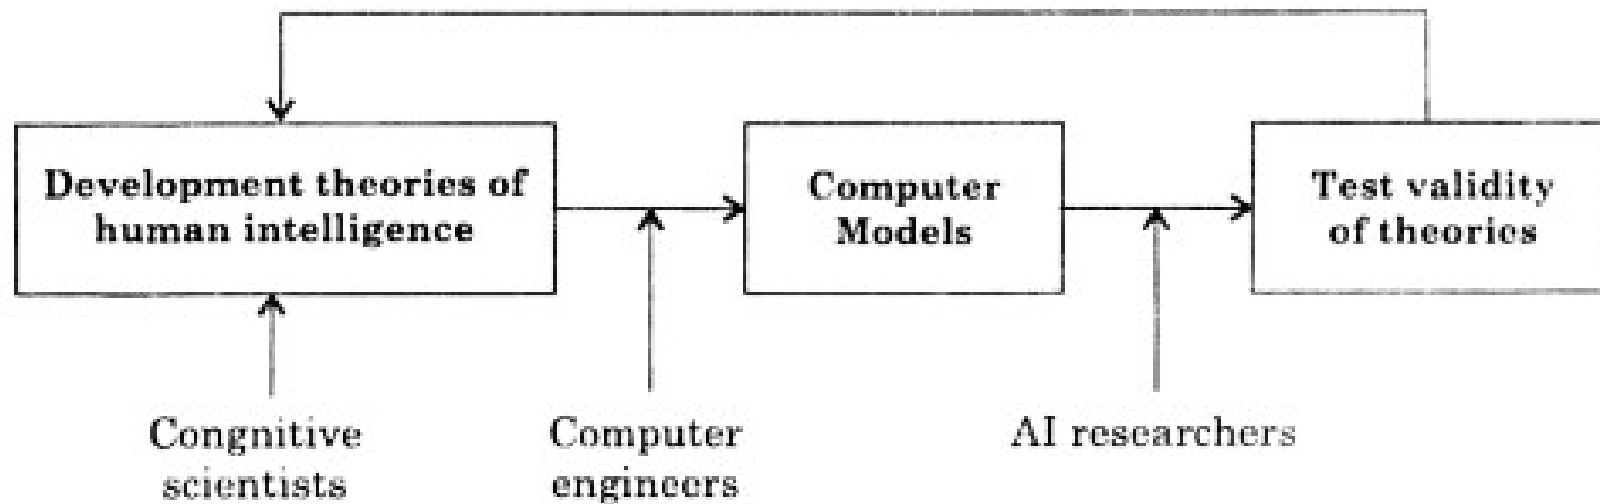 Development theories of
human intelligence
Computer
Models
Test validity
of theories
Congnitive
scientists
Computer
engineers
AI researchers